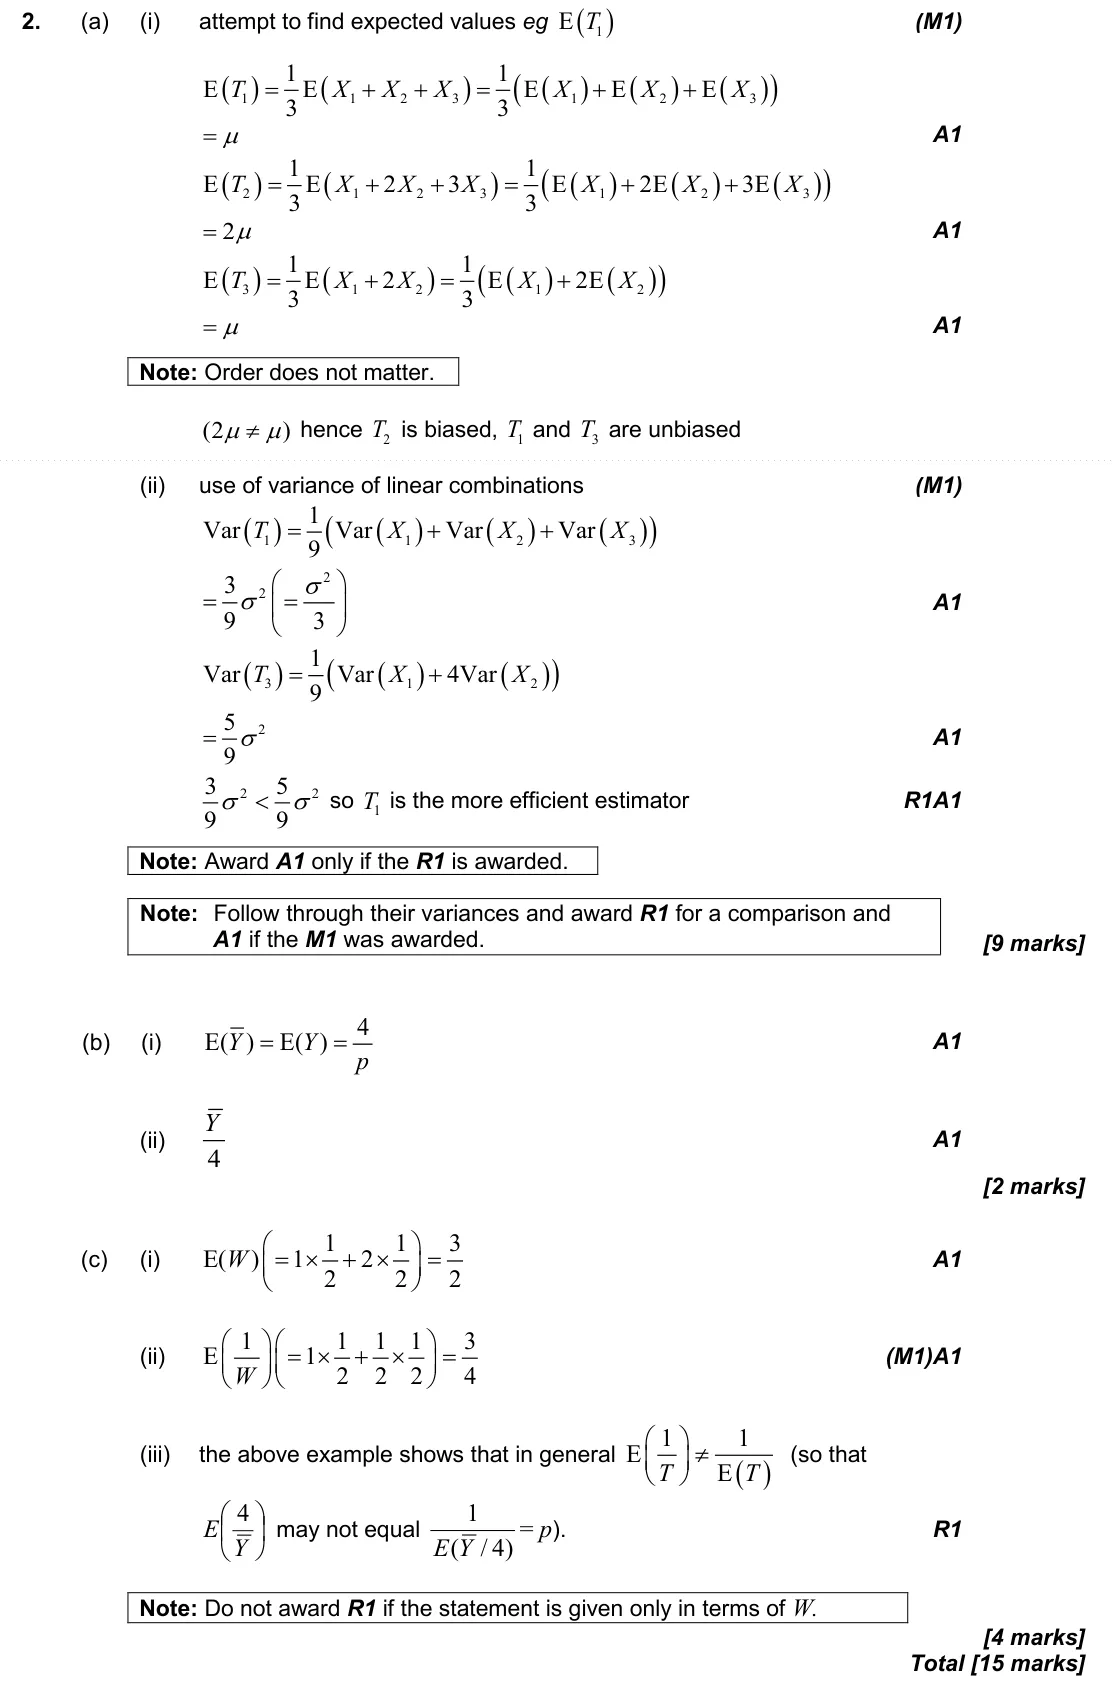 2. (a) (i) attempt to find expected values eg E(T₁) (M1)
E(T₁) = 1/3 E(X₁ + X₂ + X₃) = 1/3 (E(X₁) + E(X₂) + E(X₃))
= μ A1
E(T₂) = 1/3 E(X₁ + 2X₂ + 3X₃) = 1/3 (E(X₁) + 2E(X₂) + 3E(X₃))
= 2μ A1
E(T₃) = 1/3 E(X₁ + 2X₂) = 1/3 (E(X₁) + 2E(X₂))
= μ A1
Note: Order does not matter.
(2μ ≠ μ) hence T₂ is biased, T₁ and T₃ are unbiased
(ii) use of variance of linear combinations (M1)
Var(T₁) = 1/9 (Var(X₁) + Var(X₂) + Var(X₃))
= 3/9 σ² (= σ²/3) A1
Var(T₃) = 1/9 (Var(X₁) + 4Var(X₂))
= 5/9 σ² A1
3/9 σ² < 5/9 σ² so T₁ is the more efficient estimator R1A1
Note: Award A1 only if the R1 is awarded.
Note: Follow through their variances and award R1 for a comparison and
A1 if the M1 was awarded.
[9 marks]
(b) (i) E(Y̅) = E(Y) = 4/p A1
(ii) Y̅/4 A1
[2 marks]
(c) (i) E(W) (= 1 × 1/2 + 2 × 1/2) = 3/2 A1
(ii) E(1/W) (= 1 × 1/2 + 1/2 × 1/2) = 3/4 (M1)A1
(iii) the above example shows that in general E(1/T) ≠ 1/E(T) (so that
E(4/Y̅) may not equal 1/E(Y̅/4) = p). R1
Note: Do not award R1 if the statement is given only in terms of W.
[4 marks]
Total [15 marks]